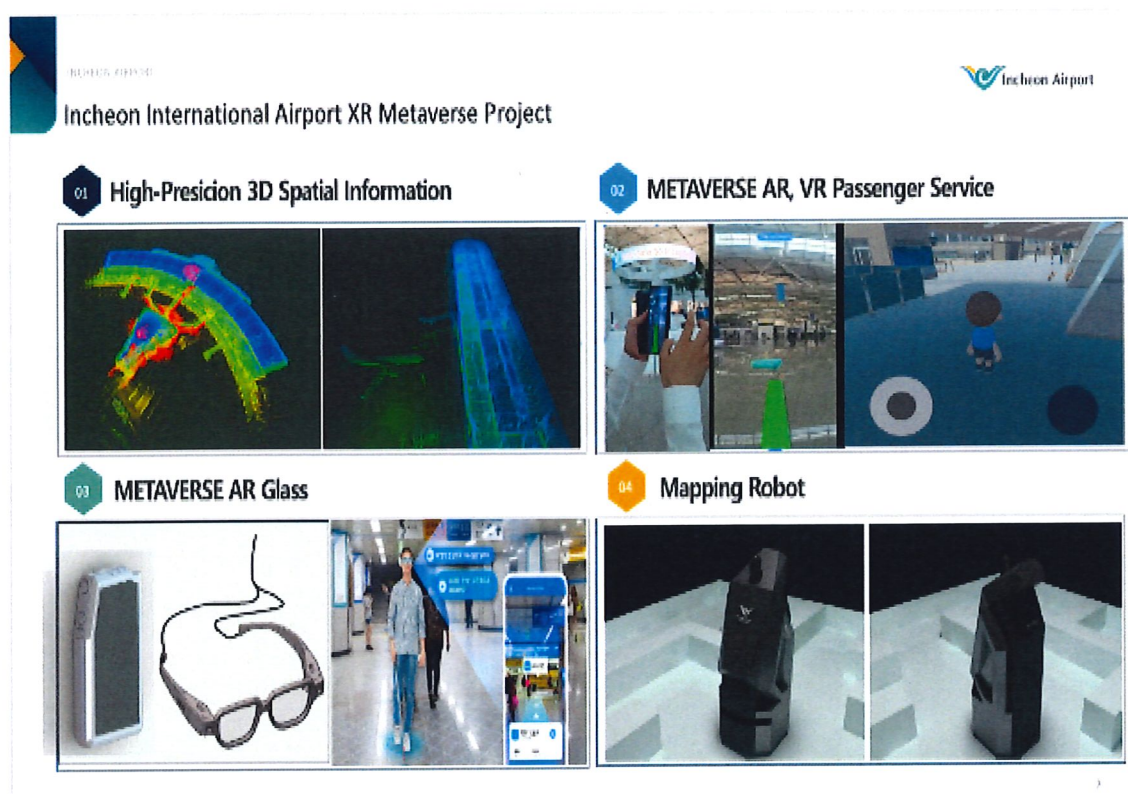 INCHEON AIRPORT
Incheon Airport
Incheon International Airport XR Metaverse Project
01 High-Presicion 3D Spatial Information
02 METAVERSE AR, VR Passenger Service
03 METAVERSE AR Glass
04 Mapping Robot